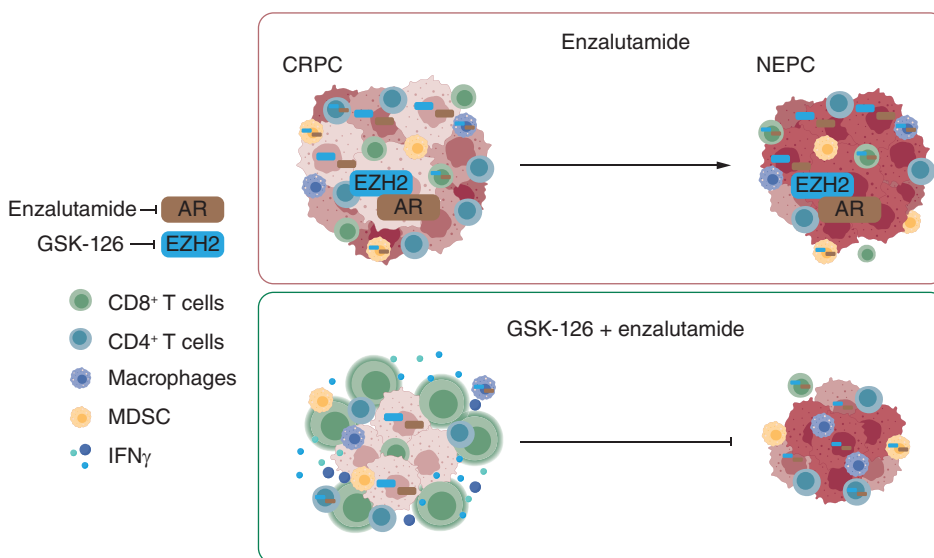 Enzalutamide
CRPC
NEPC
EZH2
AR
EZH2
AR
Enzalutamide AR
GSK-126 EZH2
CD8⁺ T cells
CD4⁺ T cells
Macrophages
MDSC
IFNγ
GSK-126 + enzalutamide